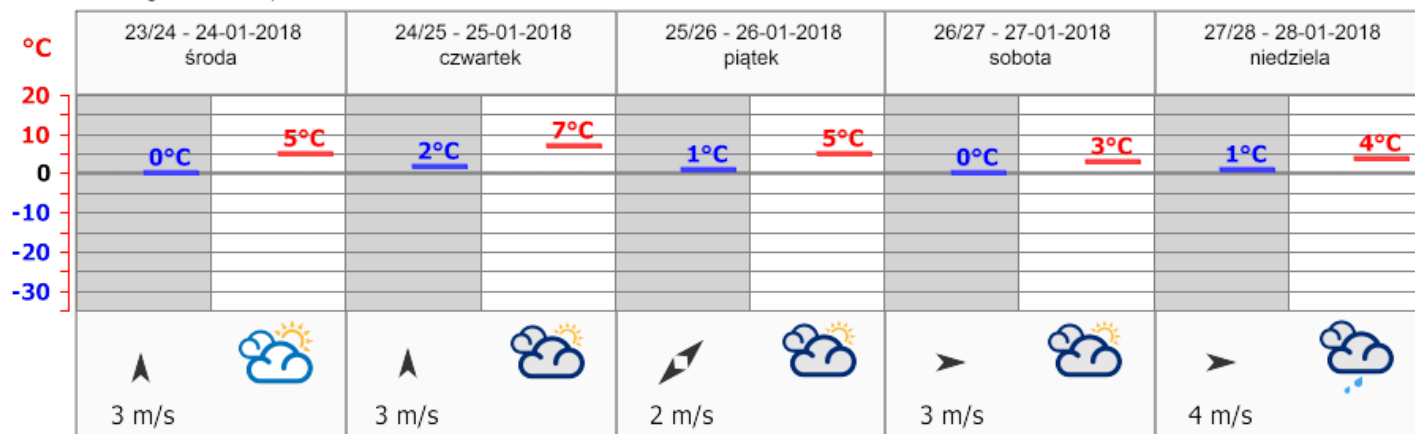 °C
23/24 - 24-01-2018
środa
24/25 - 25-01-2018
czwartek
25/26 - 26-01-2018
piątek
26/27 - 27-01-2018
sobota
27/28 - 28-01-2018
niedziela
20
10
0
-10
-20
-30
0°C
5°C
2°C
7°C
1°C
5°C
0°C
3°C
1°C
4°C
3 m/s
3 m/s
2 m/s
3 m/s
4 m/s